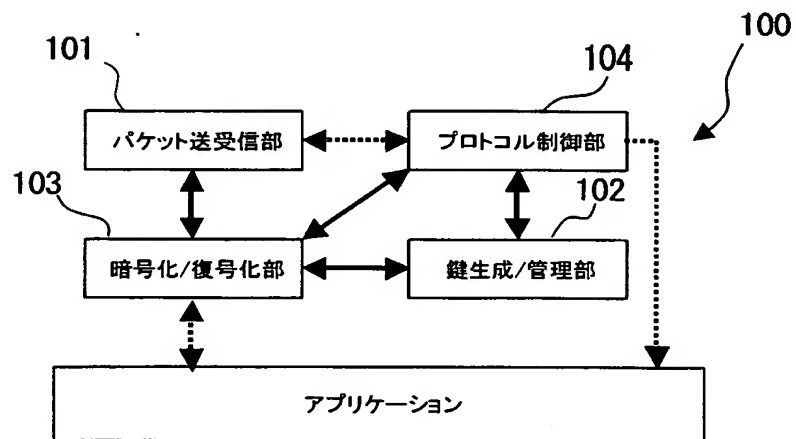 100
101
104
パケット送受信部
プロトコル制御部
103
102
暗号化/復号化部
鍵生成/管理部
アプリケーション